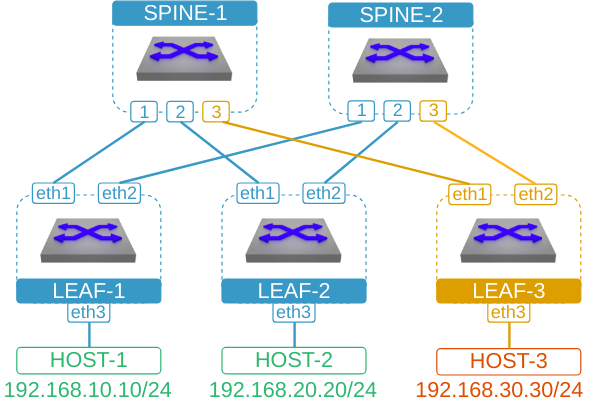 SPINE-1 SPINE-2
1 2 3 1 2 3
eth1 eth2 eth1 eth2 eth1 eth2
LEAF-1 LEAF-2 LEAF-3
eth3 eth3 eth3
HOST-1 HOST-2 HOST-3
192.168.10.10/24 192.168.20.20/24 192.168.30.30/24